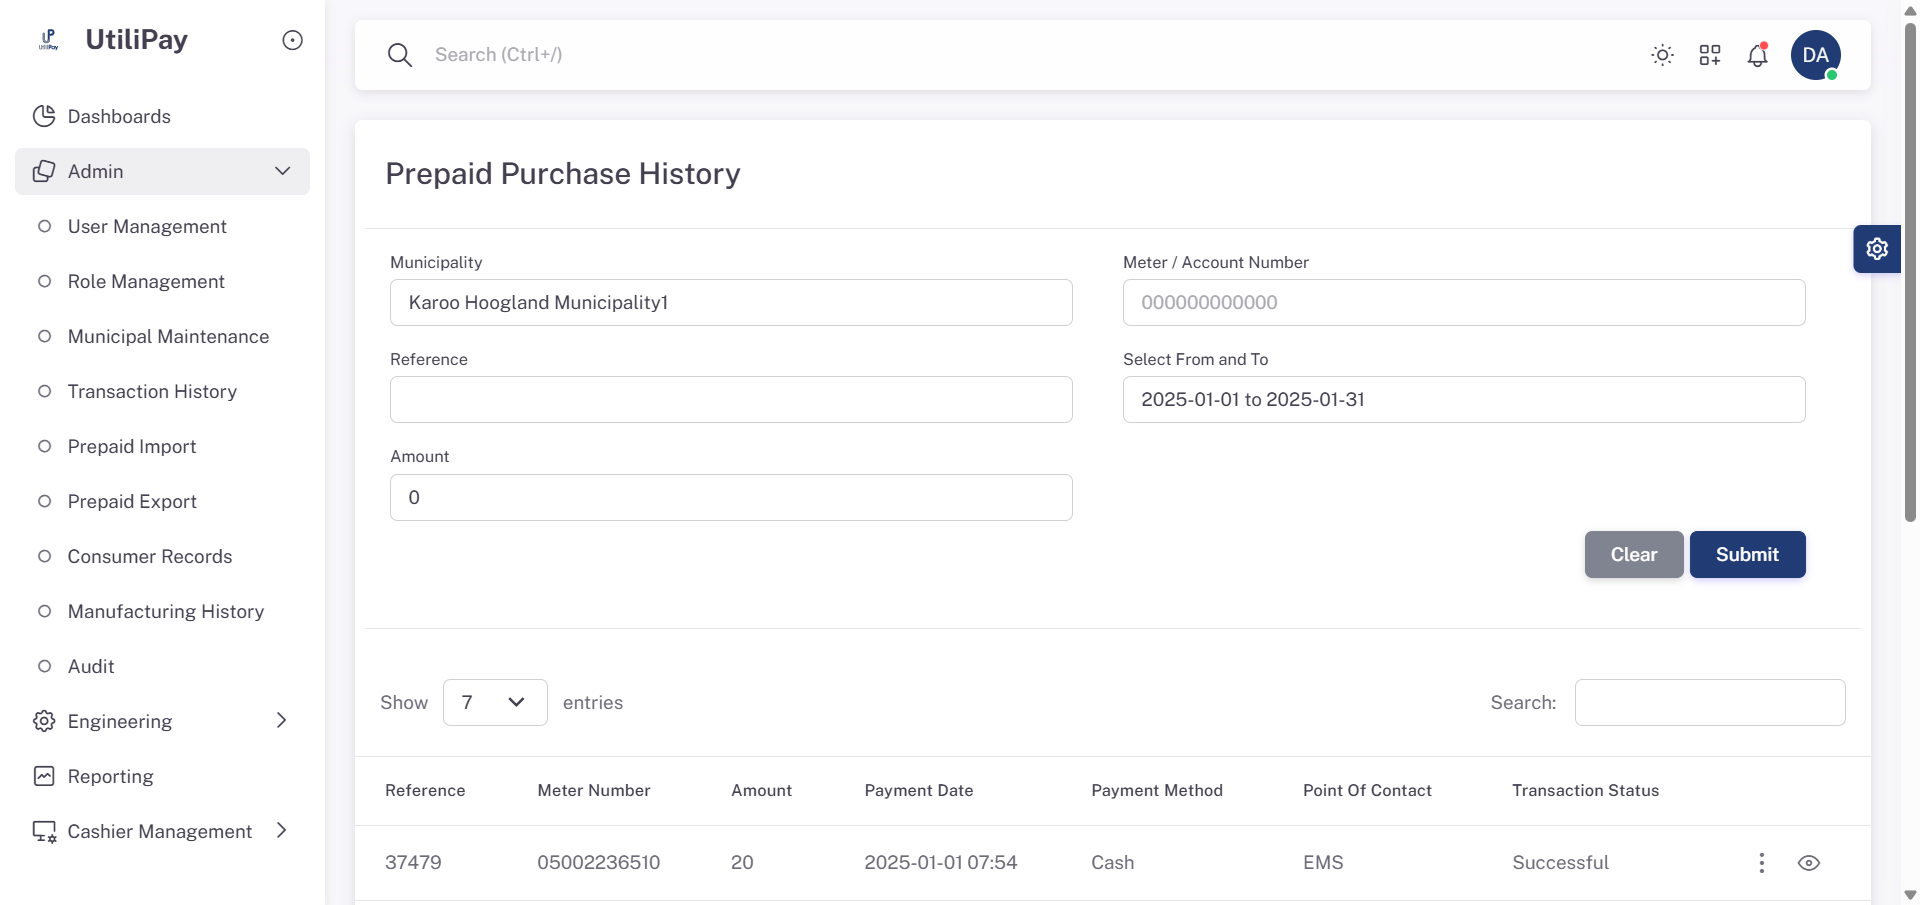 UtiliPay
Dashboards
Admin
User Management
Role Management
Municipal Maintenance
Transaction History
Prepaid Import
Prepaid Export
Consumer Records
Manufacturing History
Audit
Engineering
Reporting
Cashier Management
Search (Ctrl+/)
DA
Prepaid Purchase History
Municipality
Karoo Hoogland Municipality1
Meter / Account Number
000000000000
Reference
Select From and To
2025-01-01 to 2025-01-31
Amount
0
Clear Submit
Show 7 entries
Search:
Reference Meter Number Amount Payment Date Payment Method Point Of Contact Transaction Status
37479 05002236510 20 2025-01-01 07:54 Cash EMS Successful